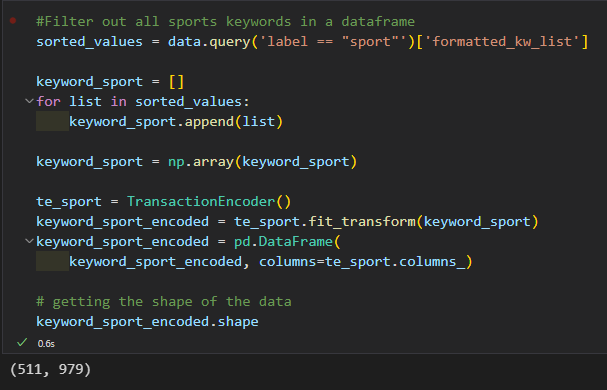 #Filter out all sports keywords in a dataframe
sorted_values = data.query('label == "sport"')['formatted_kw_list']
keyword_sport = []
for list in sorted_values:
    keyword_sport.append(list)
keyword_sport = np.array(keyword_sport)
te_sport = TransactionEncoder()
keyword_sport_encoded = te_sport.fit_transform(keyword_sport)
keyword_sport_encoded = pd.DataFrame(
    keyword_sport_encoded, columns=te_sport.columns_)
# getting the shape of the data
keyword_sport_encoded.shape
0.6s
(511, 979)